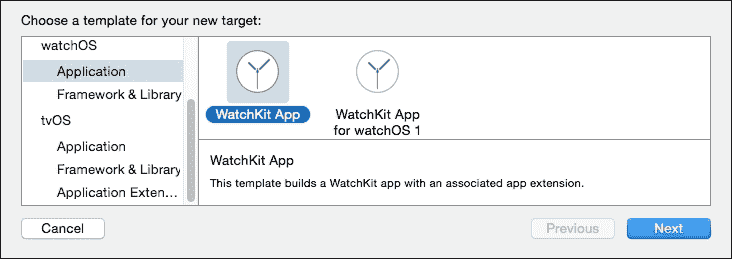 Choose a template for your new target:
watchOS
Application
Framework & Library
tvOS
Application
Framework & Library
Application Exten...
WatchKit App
WatchKit App
for watchOS 1
WatchKit App
This template builds a WatchKit app with an associated app extension.
Cancel
Previous
Next